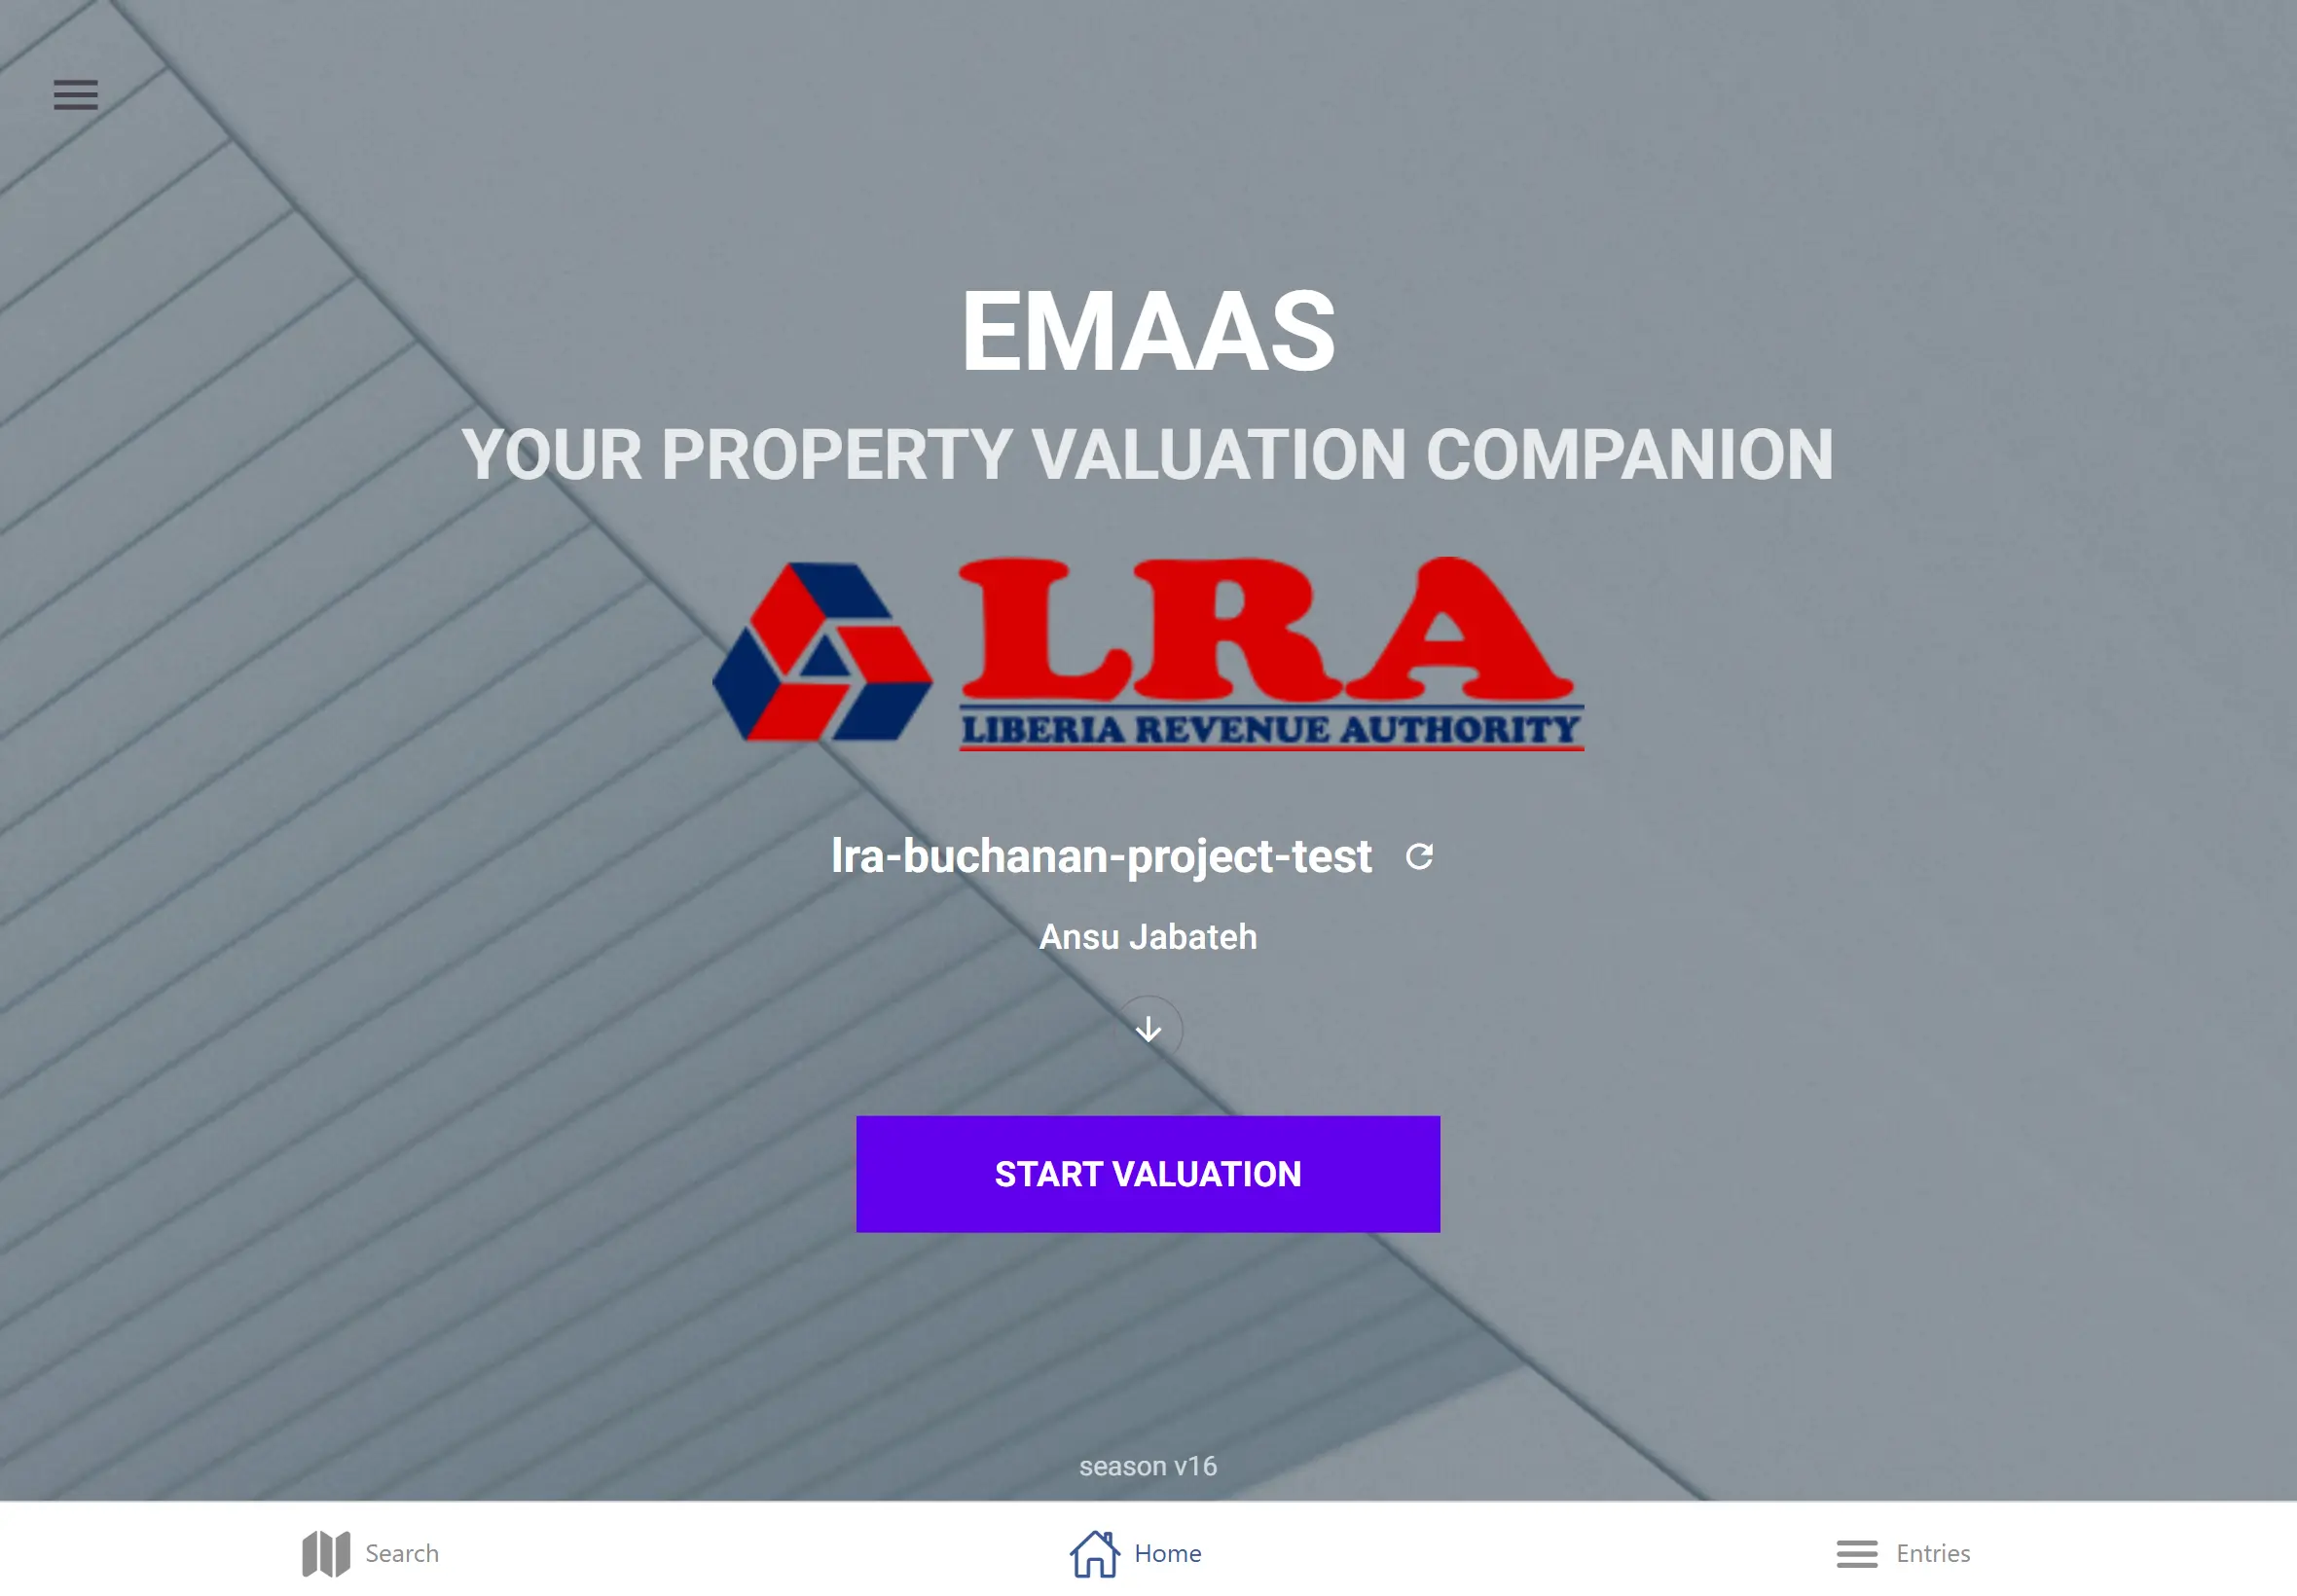 EMAAS
YOUR PROPERTY VALUATION COMPANION
LRA
LIBERIA REVENUE AUTHORITY
lra-buchanan-project-test
Ansu Jabateh
START VALUATION
season v16
Search
Home
Entries